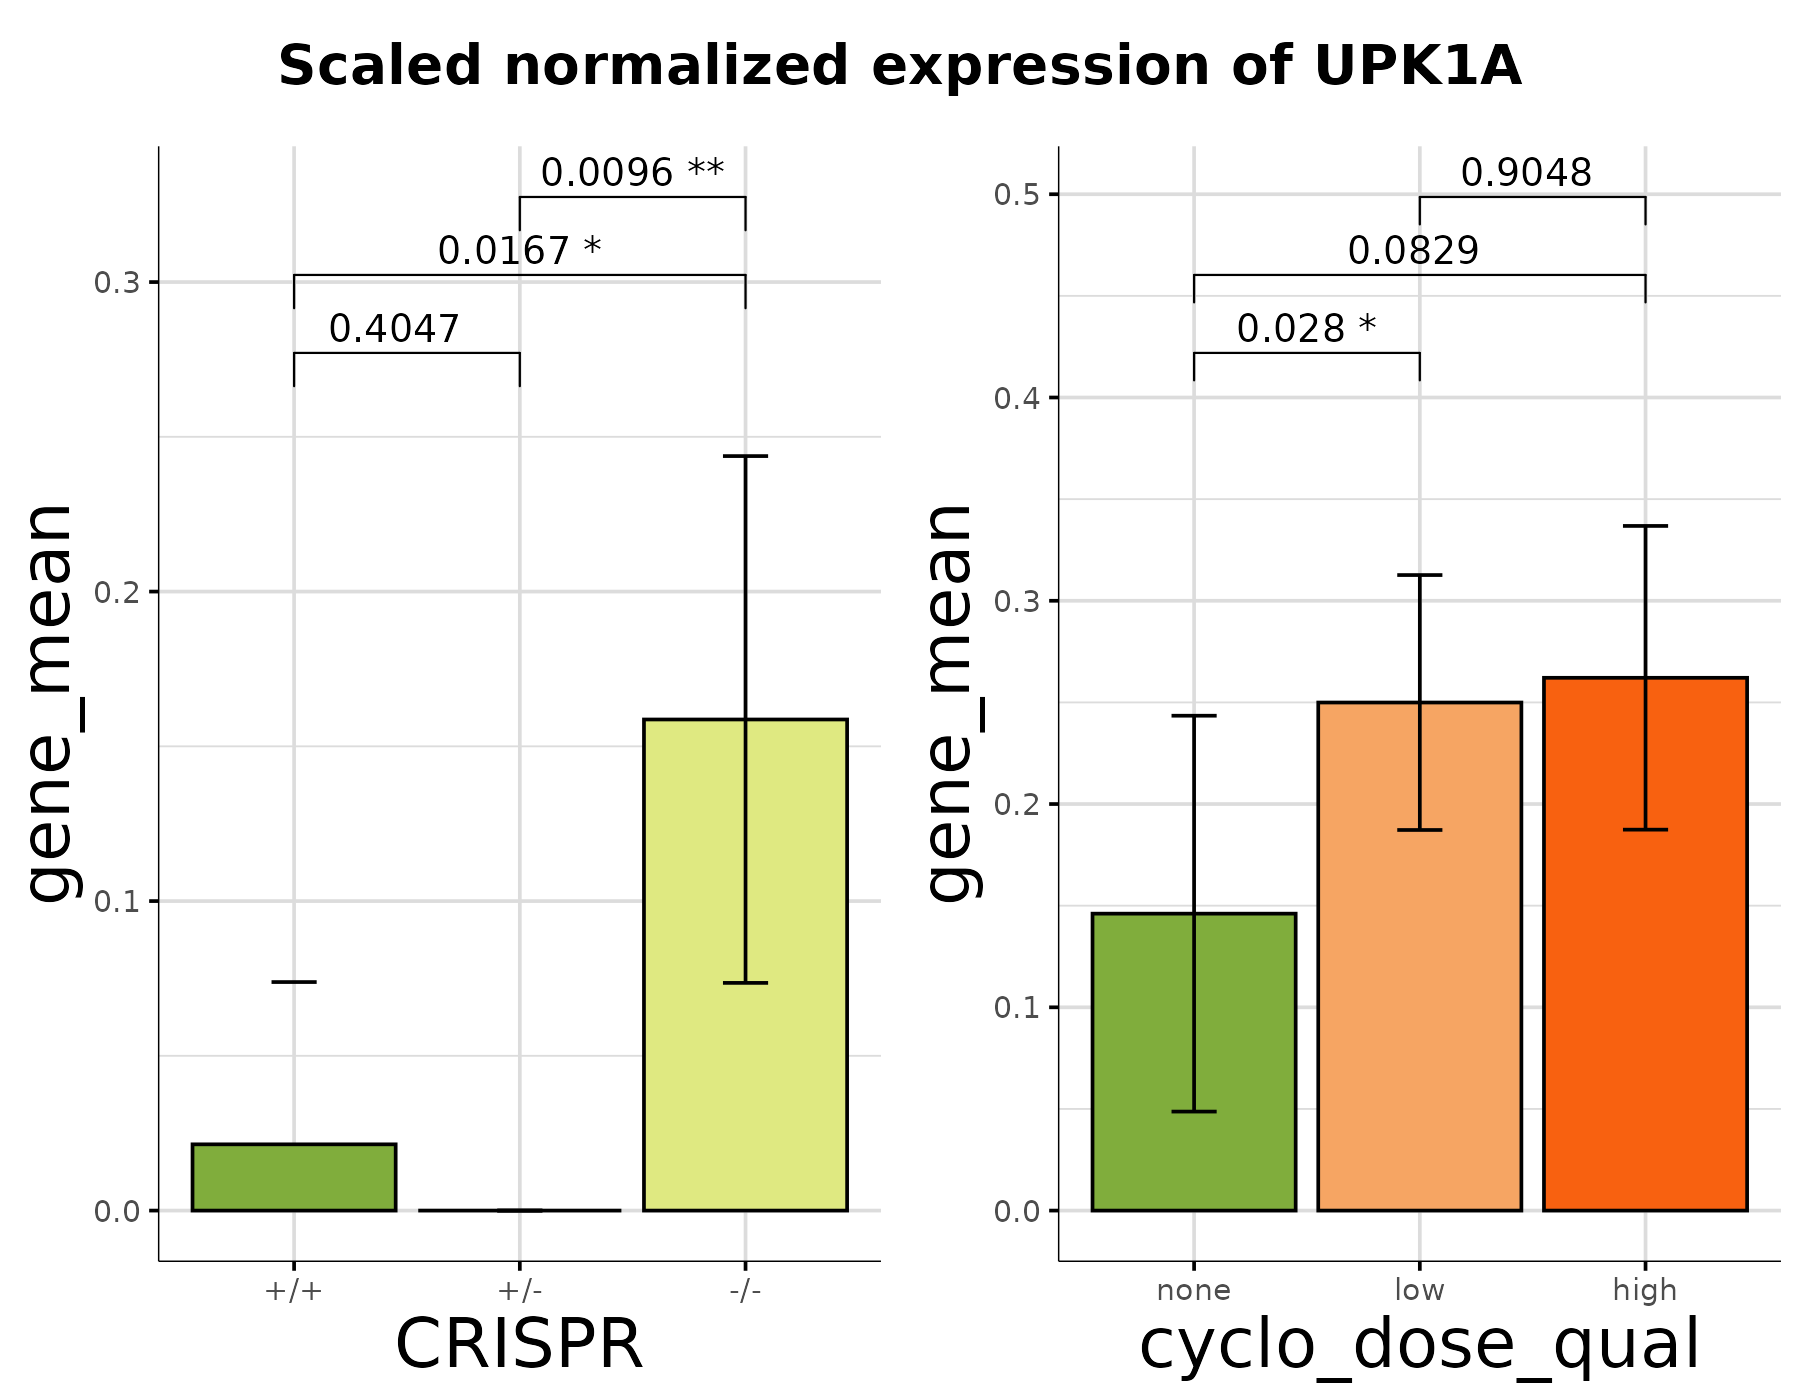 Scaled normalized expression of UPK1A
gene_mean
0.3
0.2
0.1
0.0
0.0096 **
0.0167 *
0.4047
+/+ +/- -/-
CRISPR
gene_mean
0.5
0.4
0.3
0.2
0.1
0.0
0.9048
0.0829
0.028 *
none low high
cyclo_dose_qual